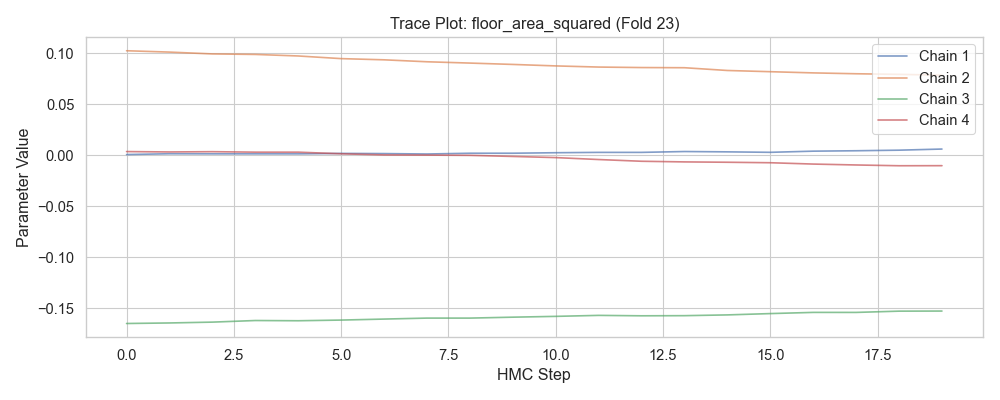 Trace Plot: floor_area_squared (Fold 23)
Chain 1
Chain 2
Chain 3
Chain 4
Parameter Value
0.10
0.05
0.00
−0.05
−0.10
−0.15
0.0 2.5 5.0 7.5 10.0 12.5 15.0 17.5
HMC Step